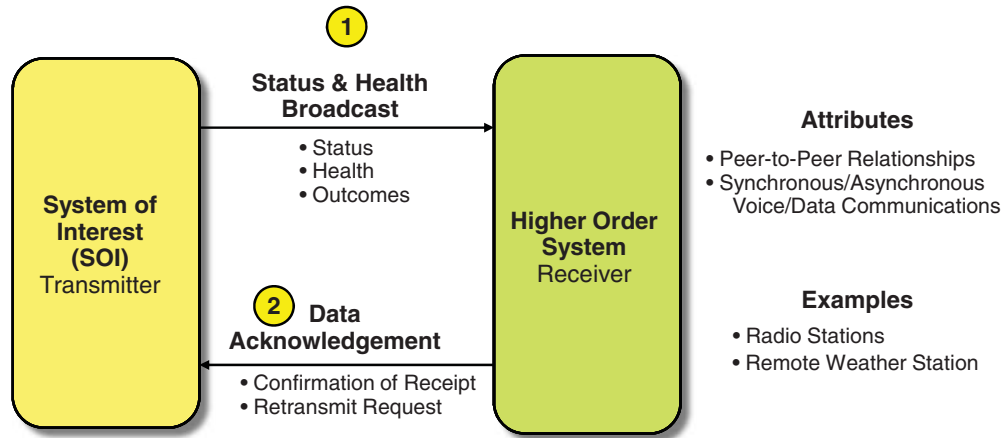 1
Status & Health
Broadcast
• Status
• Health
• Outcomes
System of
Interest
(SOI)
Transmitter
Higher Order
System
Receiver
2
Data
Acknowledgement
• Confirmation of Receipt
• Retransmit Request
Attributes
• Peer-to-Peer Relationships
• Synchronous/Asynchronous
Voice/Data Communications
Examples
• Radio Stations
• Remote Weather Station